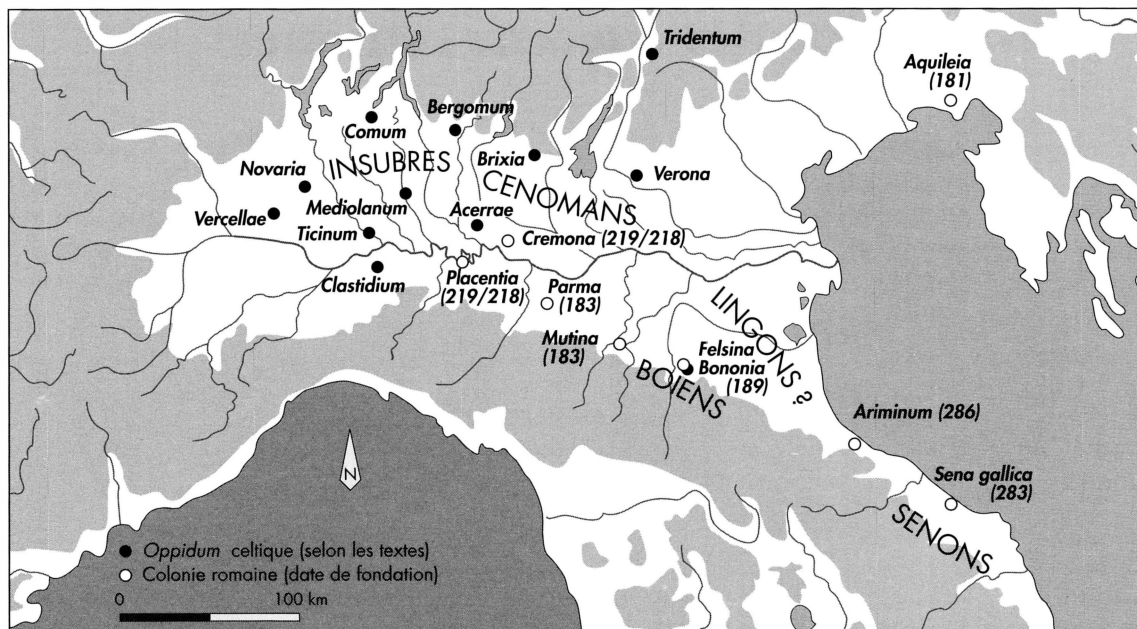 Tridentum
Aquileia
(181)
Bergomum
Comum
INSUBRES
Brixia
CENOMANS
Novaria
Verona
Mediolanum
Acerrae
Vercellae
Ticinum
Cremona (219/218)
Clastidium
Placentia
(219/218)
Parma
(183)
LINGONS ?
Mutina
(183)
Felsina
Bononia
(189)
BOIENS
Ariminum (286)
N
Sena gallica
(283)
SENONS
Oppidum celtique (selon les textes)
Colonie romaine (date de fondation)
0 100 km